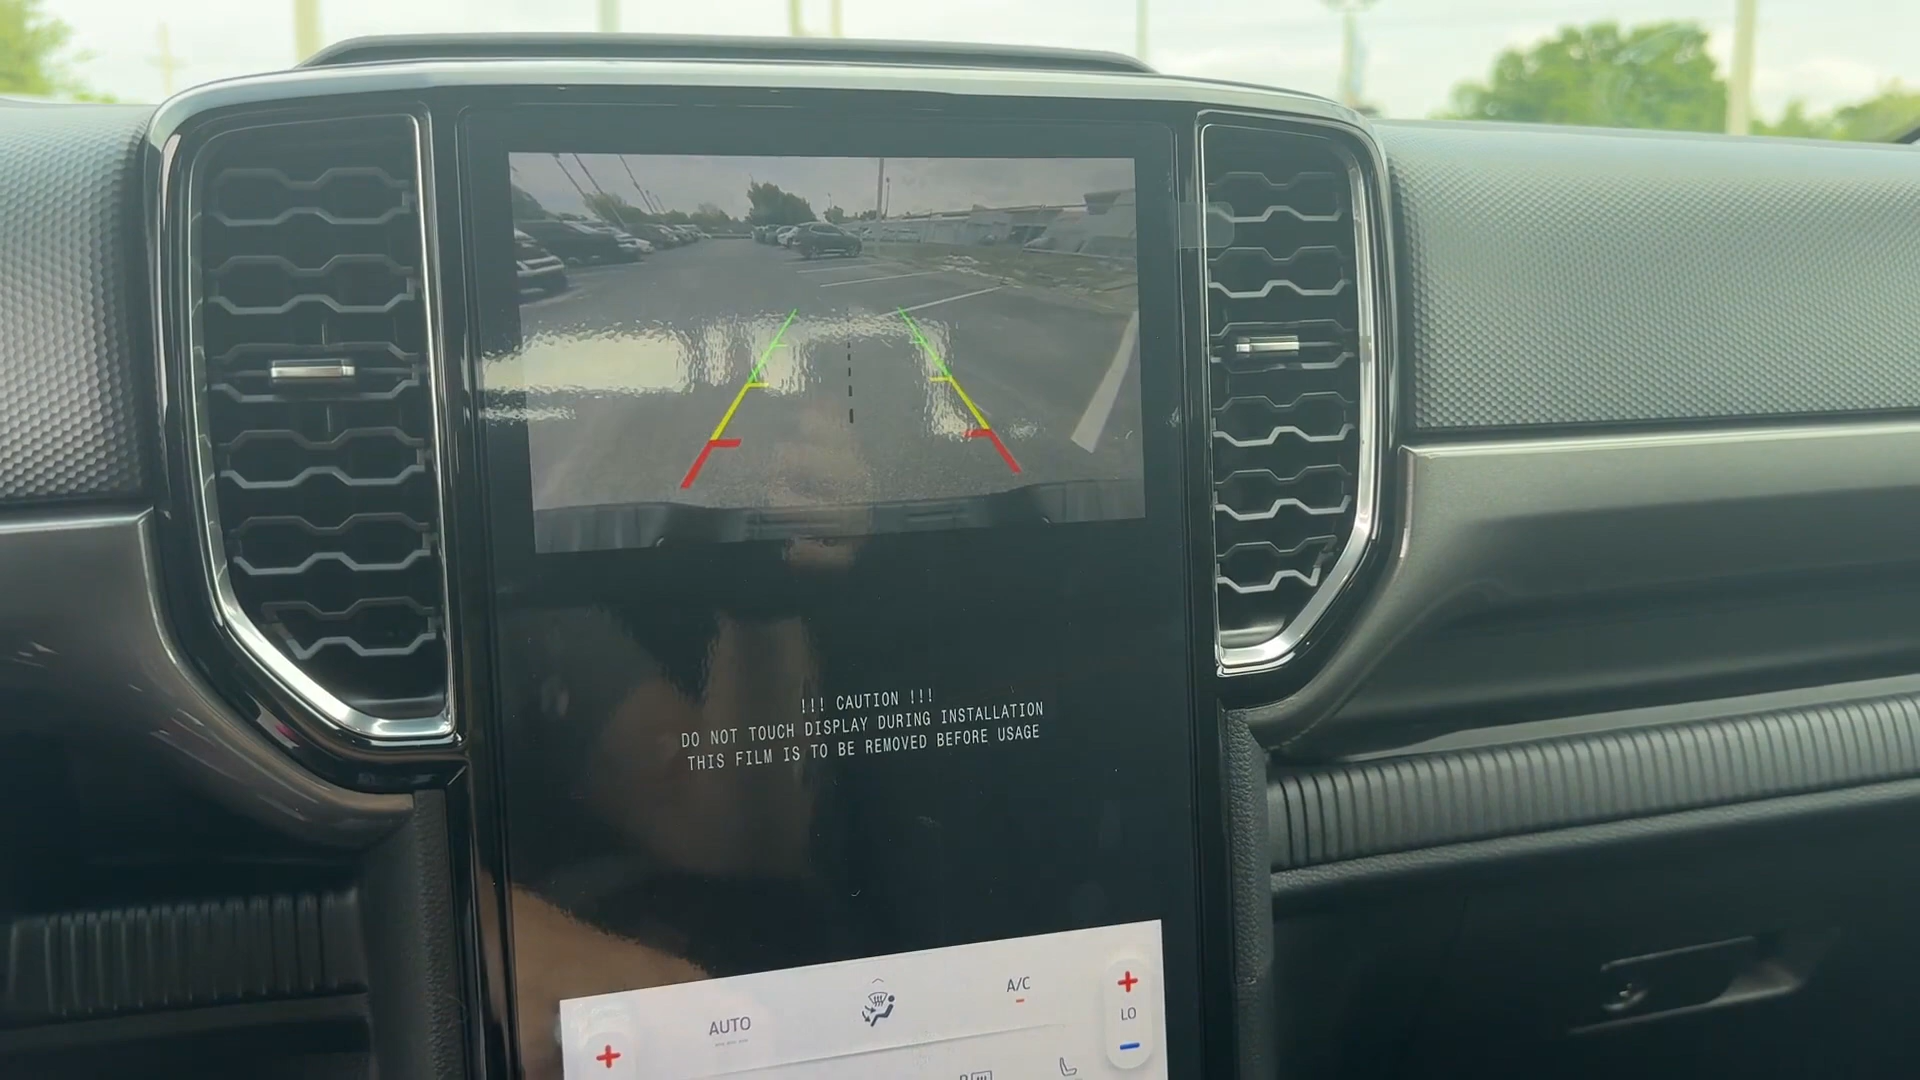 !!! CAUTION !!!
DO NOT TOUCH DISPLAY DURING INSTALLATION
THIS FILM IS TO BE REMOVED BEFORE USAGE
A/C
AUTO
LO